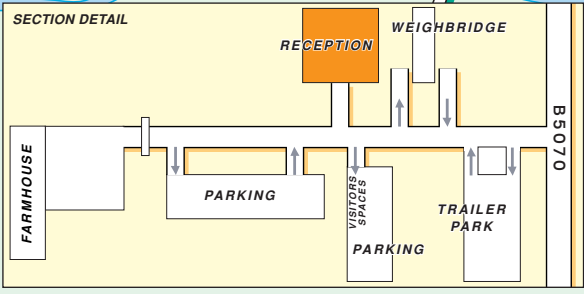 SECTION DETAIL
WEIGHBRIDGE
RECEPTION
B5070
FARMHOUSE
PARKING
VISITORS
SPACES
TRAILER
PARK
PARKING